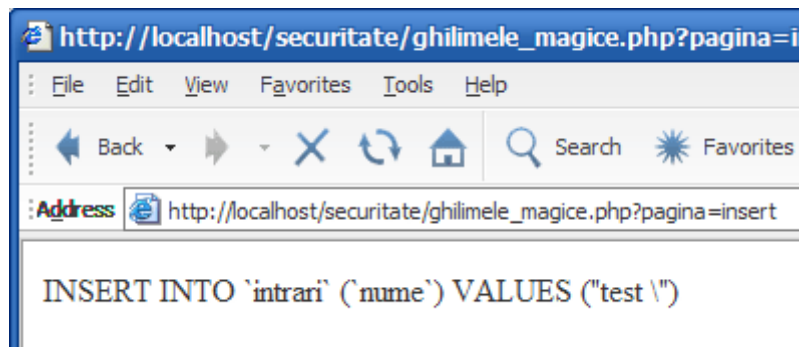 http://localhost/securitate/ghilimele_magice.php?pagina=i
File Edit View Favorites Tools Help
Back Search Favorites
Address http://localhost/securitate/ghilimele_magice.php?pagina=insert
INSERT INTO `intrari` (`nume`) VALUES ("test \")